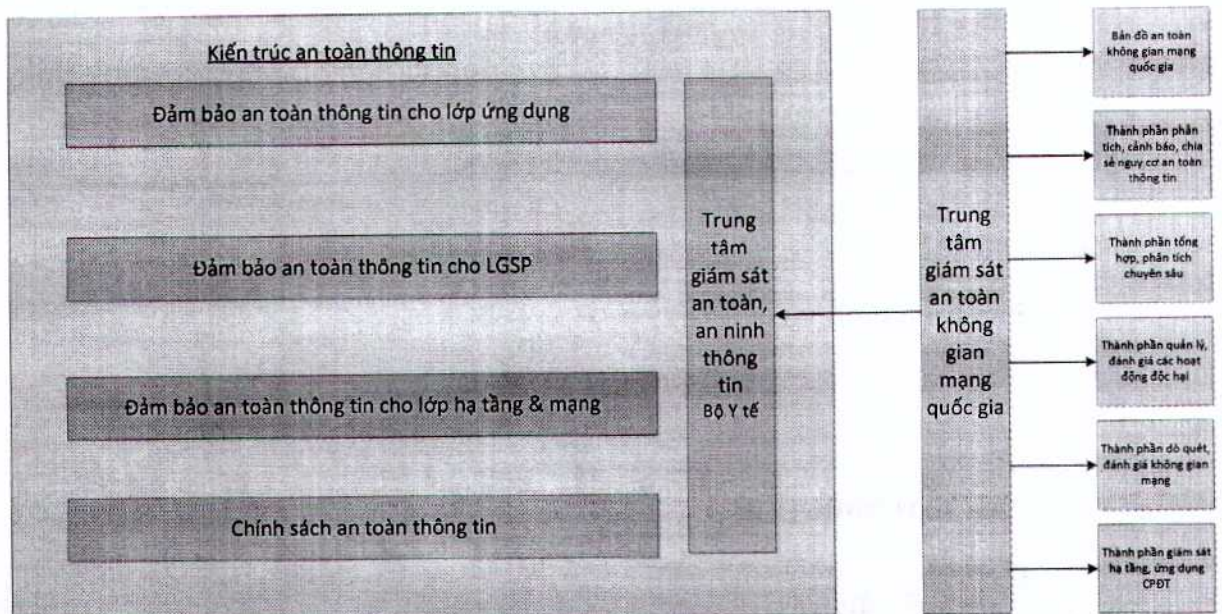 Kiến trúc an toàn thông tin
Đảm bảo an toàn thông tin cho lớp ứng dụng
Đảm bảo an toàn thông tin cho LGSP
Đảm bảo an toàn thông tin cho lớp hạ tầng & mạng
Chính sách an toàn thông tin
Trung
tâm
giám sát
an toàn,
an ninh
thông
tin
Bộ Y tế
Trung
tâm
giám sát
an toàn
không
gian
mạng
quốc gia
Bản đồ an toàn
không gian mạng
quốc gia
Thành phần phân
tích, cảnh báo, chia
sẻ nguy cơ an toàn
thông tin
Thành phần tổng
hợp, phân tích
chuyên sâu
Thành phần quản lý,
đánh giá các hoạt
động độc hại
Thành phần dò quét,
đánh giá không gian
mạng
Thành phần giám sát
hạ tầng, ứng dụng
CPĐT